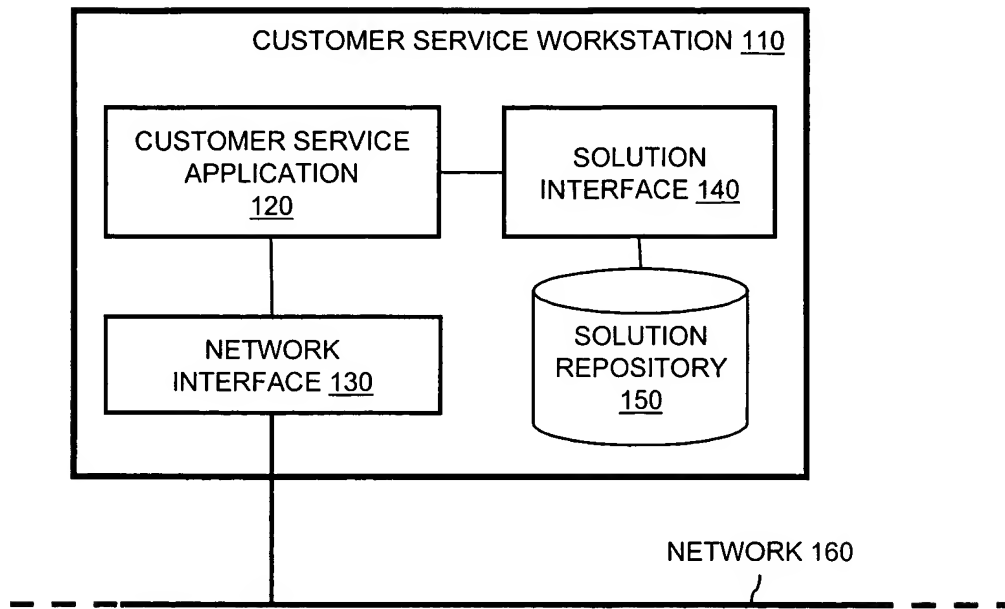 CUSTOMER SERVICE WORKSTATION 110
CUSTOMER SERVICE
APPLICATION
120
SOLUTION
INTERFACE 140
NETWORK
INTERFACE 130
SOLUTION
REPOSITORY
150
NETWORK 160